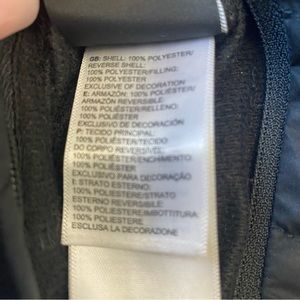 GB: SHELL: 100% POLYESTER/
REVERSE SHELL:
100% POLYESTER/FILLING:
100% POLYESTER
EXCLUSIVE OF DECORATION
E: ARMAZÓN: 100% POLIÉSTER/
ARMAZÓN REVERSIBLE:
100% POLIÉSTER/RELLENO:
100% POLIÉSTER
EXCLUSIVO DE DECORACIÓN
P: TECIDO PRINCIPAL:
100% POLIÉSTER/TECIDO
DO CORPO REVERSÍVEL:
100% POLIÉSTER/ENCHIMENTO:
100% POLIÉSTER
EXCLUSIVO PARA DECORAÇÃO
I: STRATO ESTERNO:
100% POLIESTERE/STRATO
ESTERNO REVERSIBILE:
100% POLIESTERE/IMBOTTITURA:
100% POLIESTERE
ESCLUSA LA DECORAZIONE